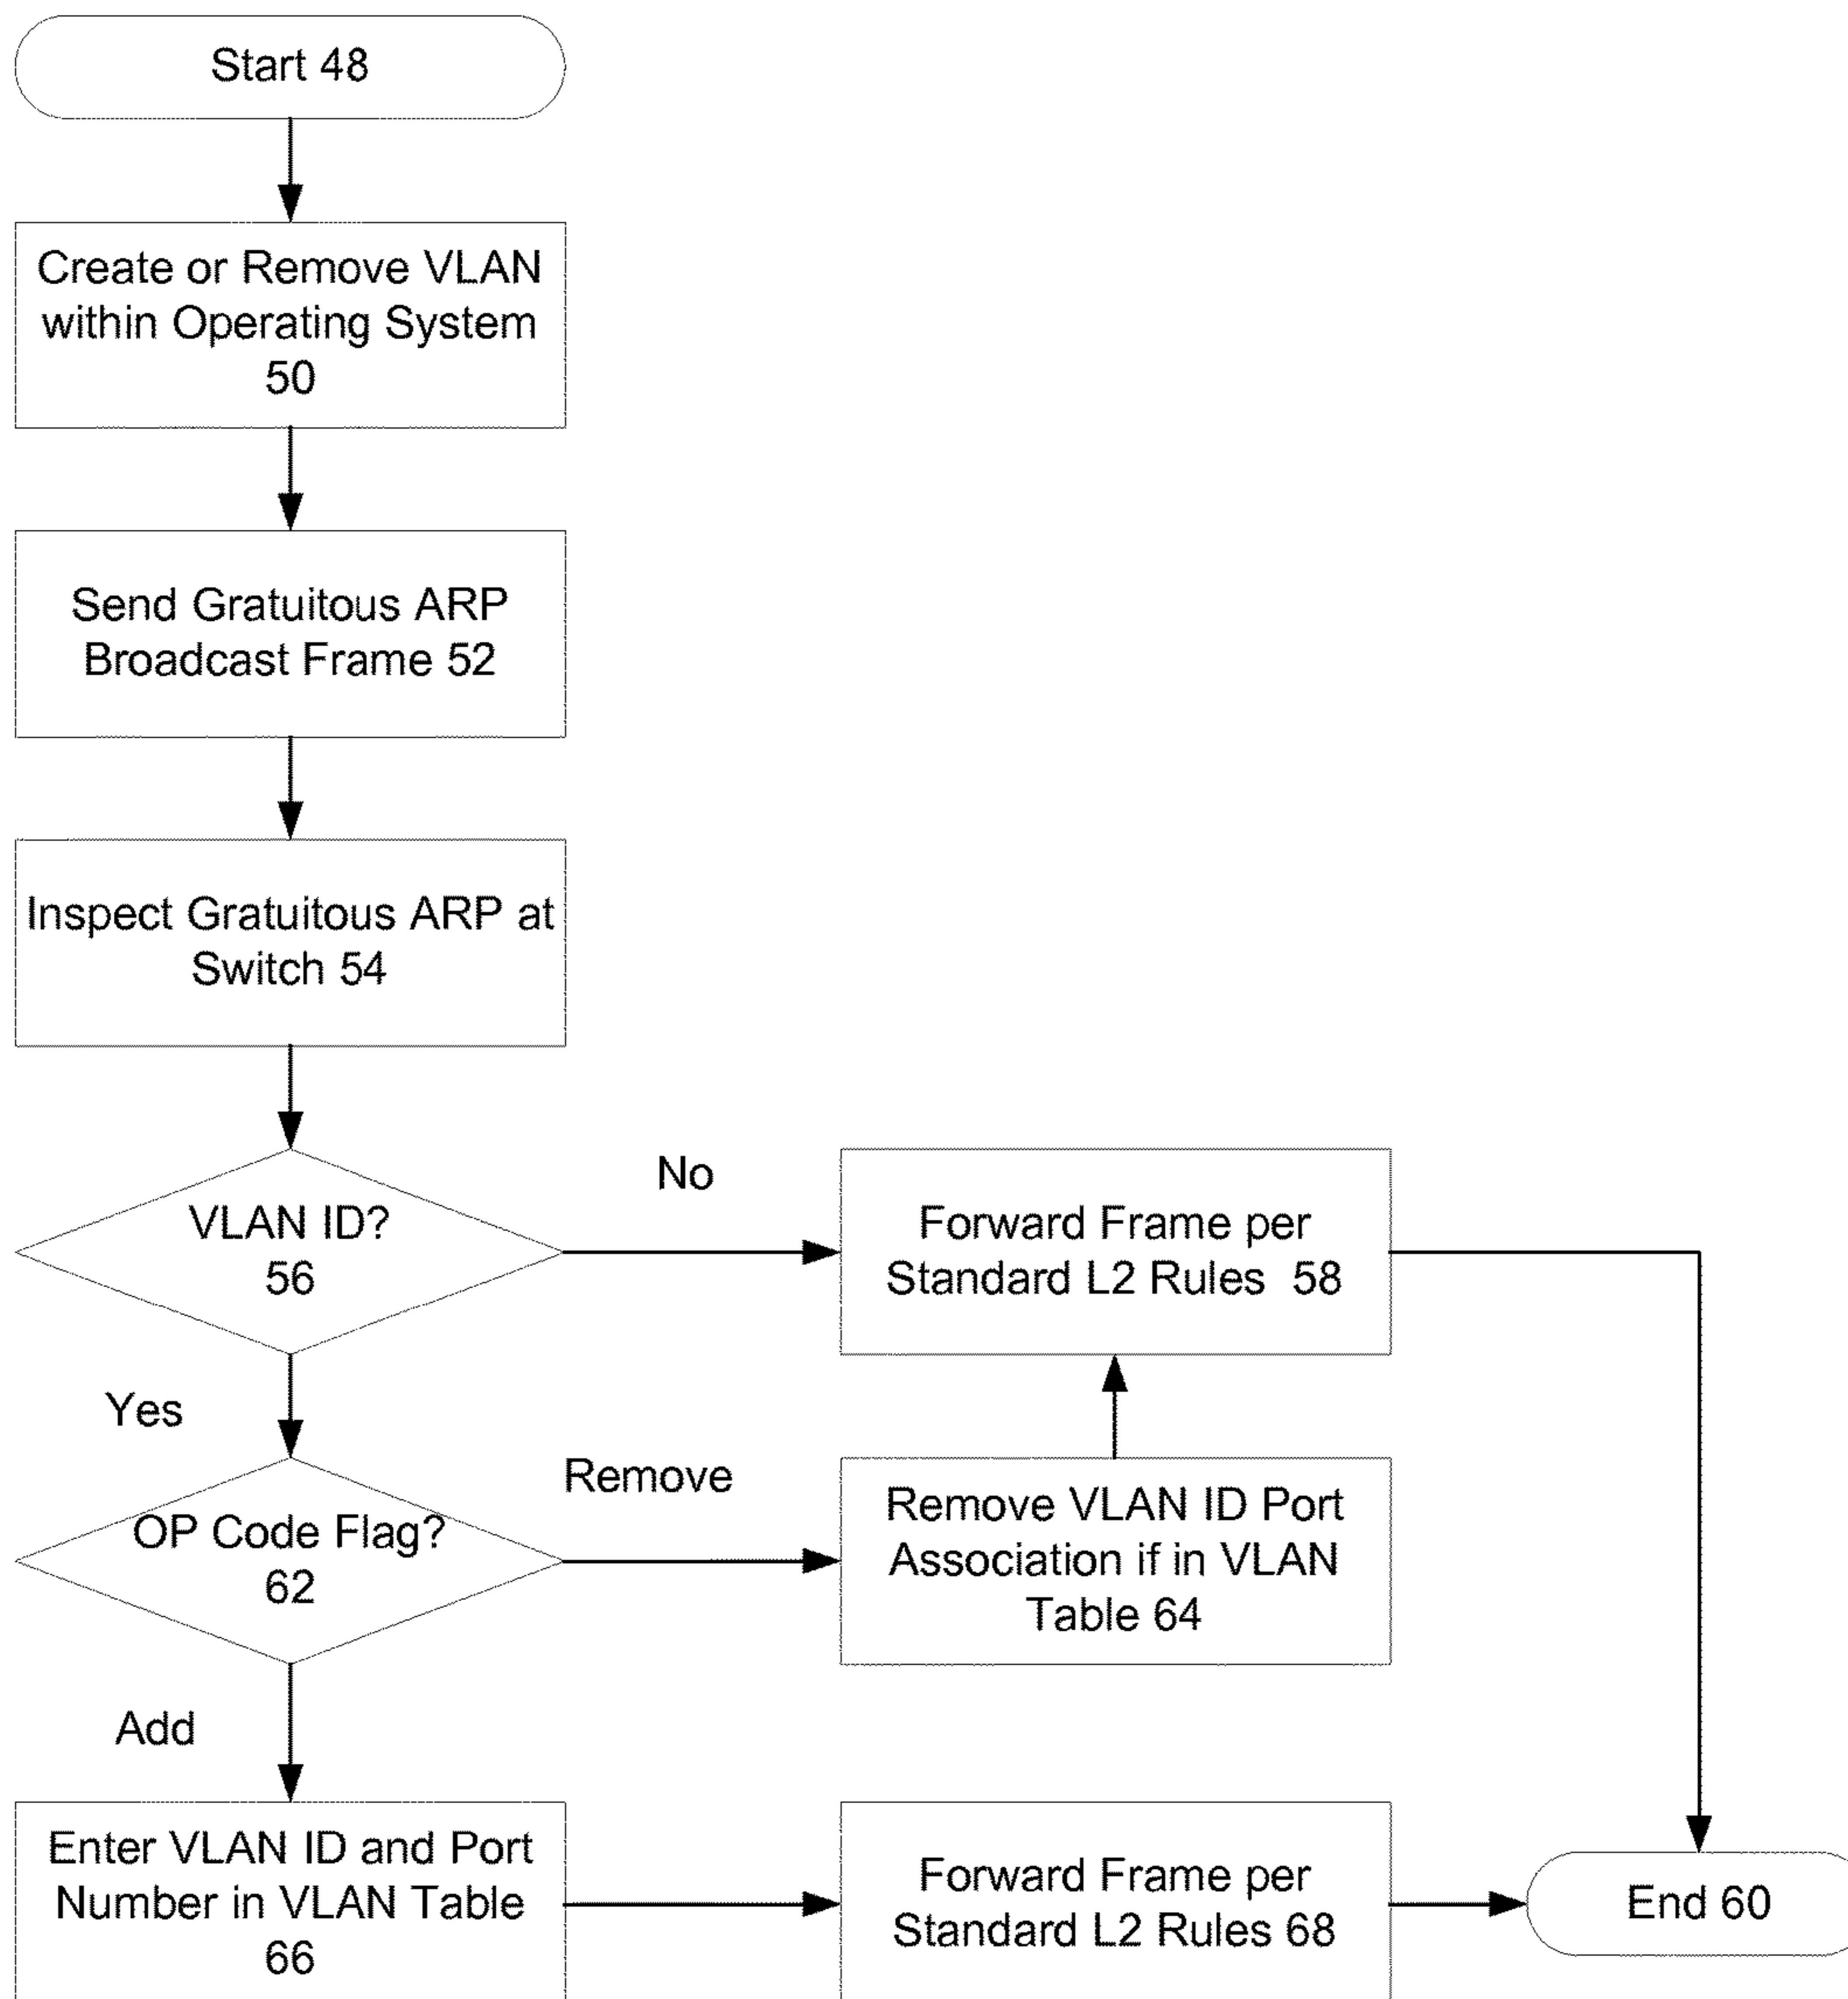 Start 48
Create or Remove VLAN
within Operating System
50
Send Gratuitous ARP
Broadcast Frame 52
Inspect Gratuitous ARP at
Switch 54
VLAN ID?
56
No
Forward Frame per
Standard L2 Rules 58
Yes
OP Code Flag?
62
Remove
Remove VLAN ID Port
Association if in VLAN
Table 64
Add
Enter VLAN ID and Port
Number in VLAN Table
66
Forward Frame per
Standard L2 Rules 68
End 60